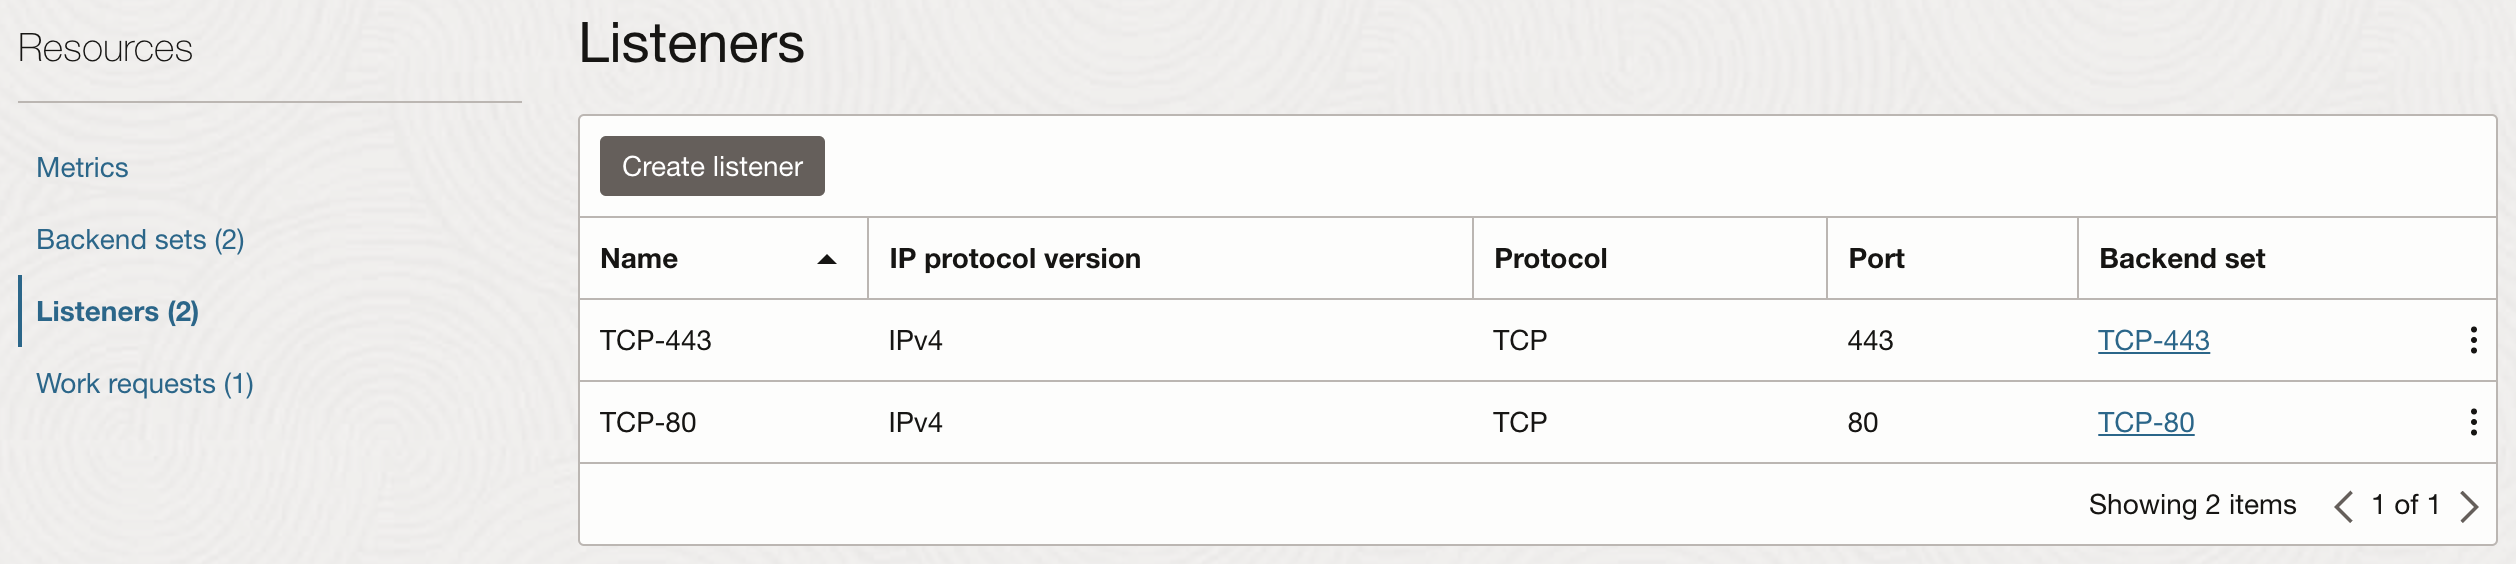 Resources
Metrics
Backend sets (2)
Listeners (2)
Work requests (1)
Listeners
Create listener
Name IP protocol version Protocol Port Backend set
TCP-443 IPv4 TCP 443 TCP-443
TCP-80 IPv4 TCP 80 TCP-80
Showing 2 items 1 of 1